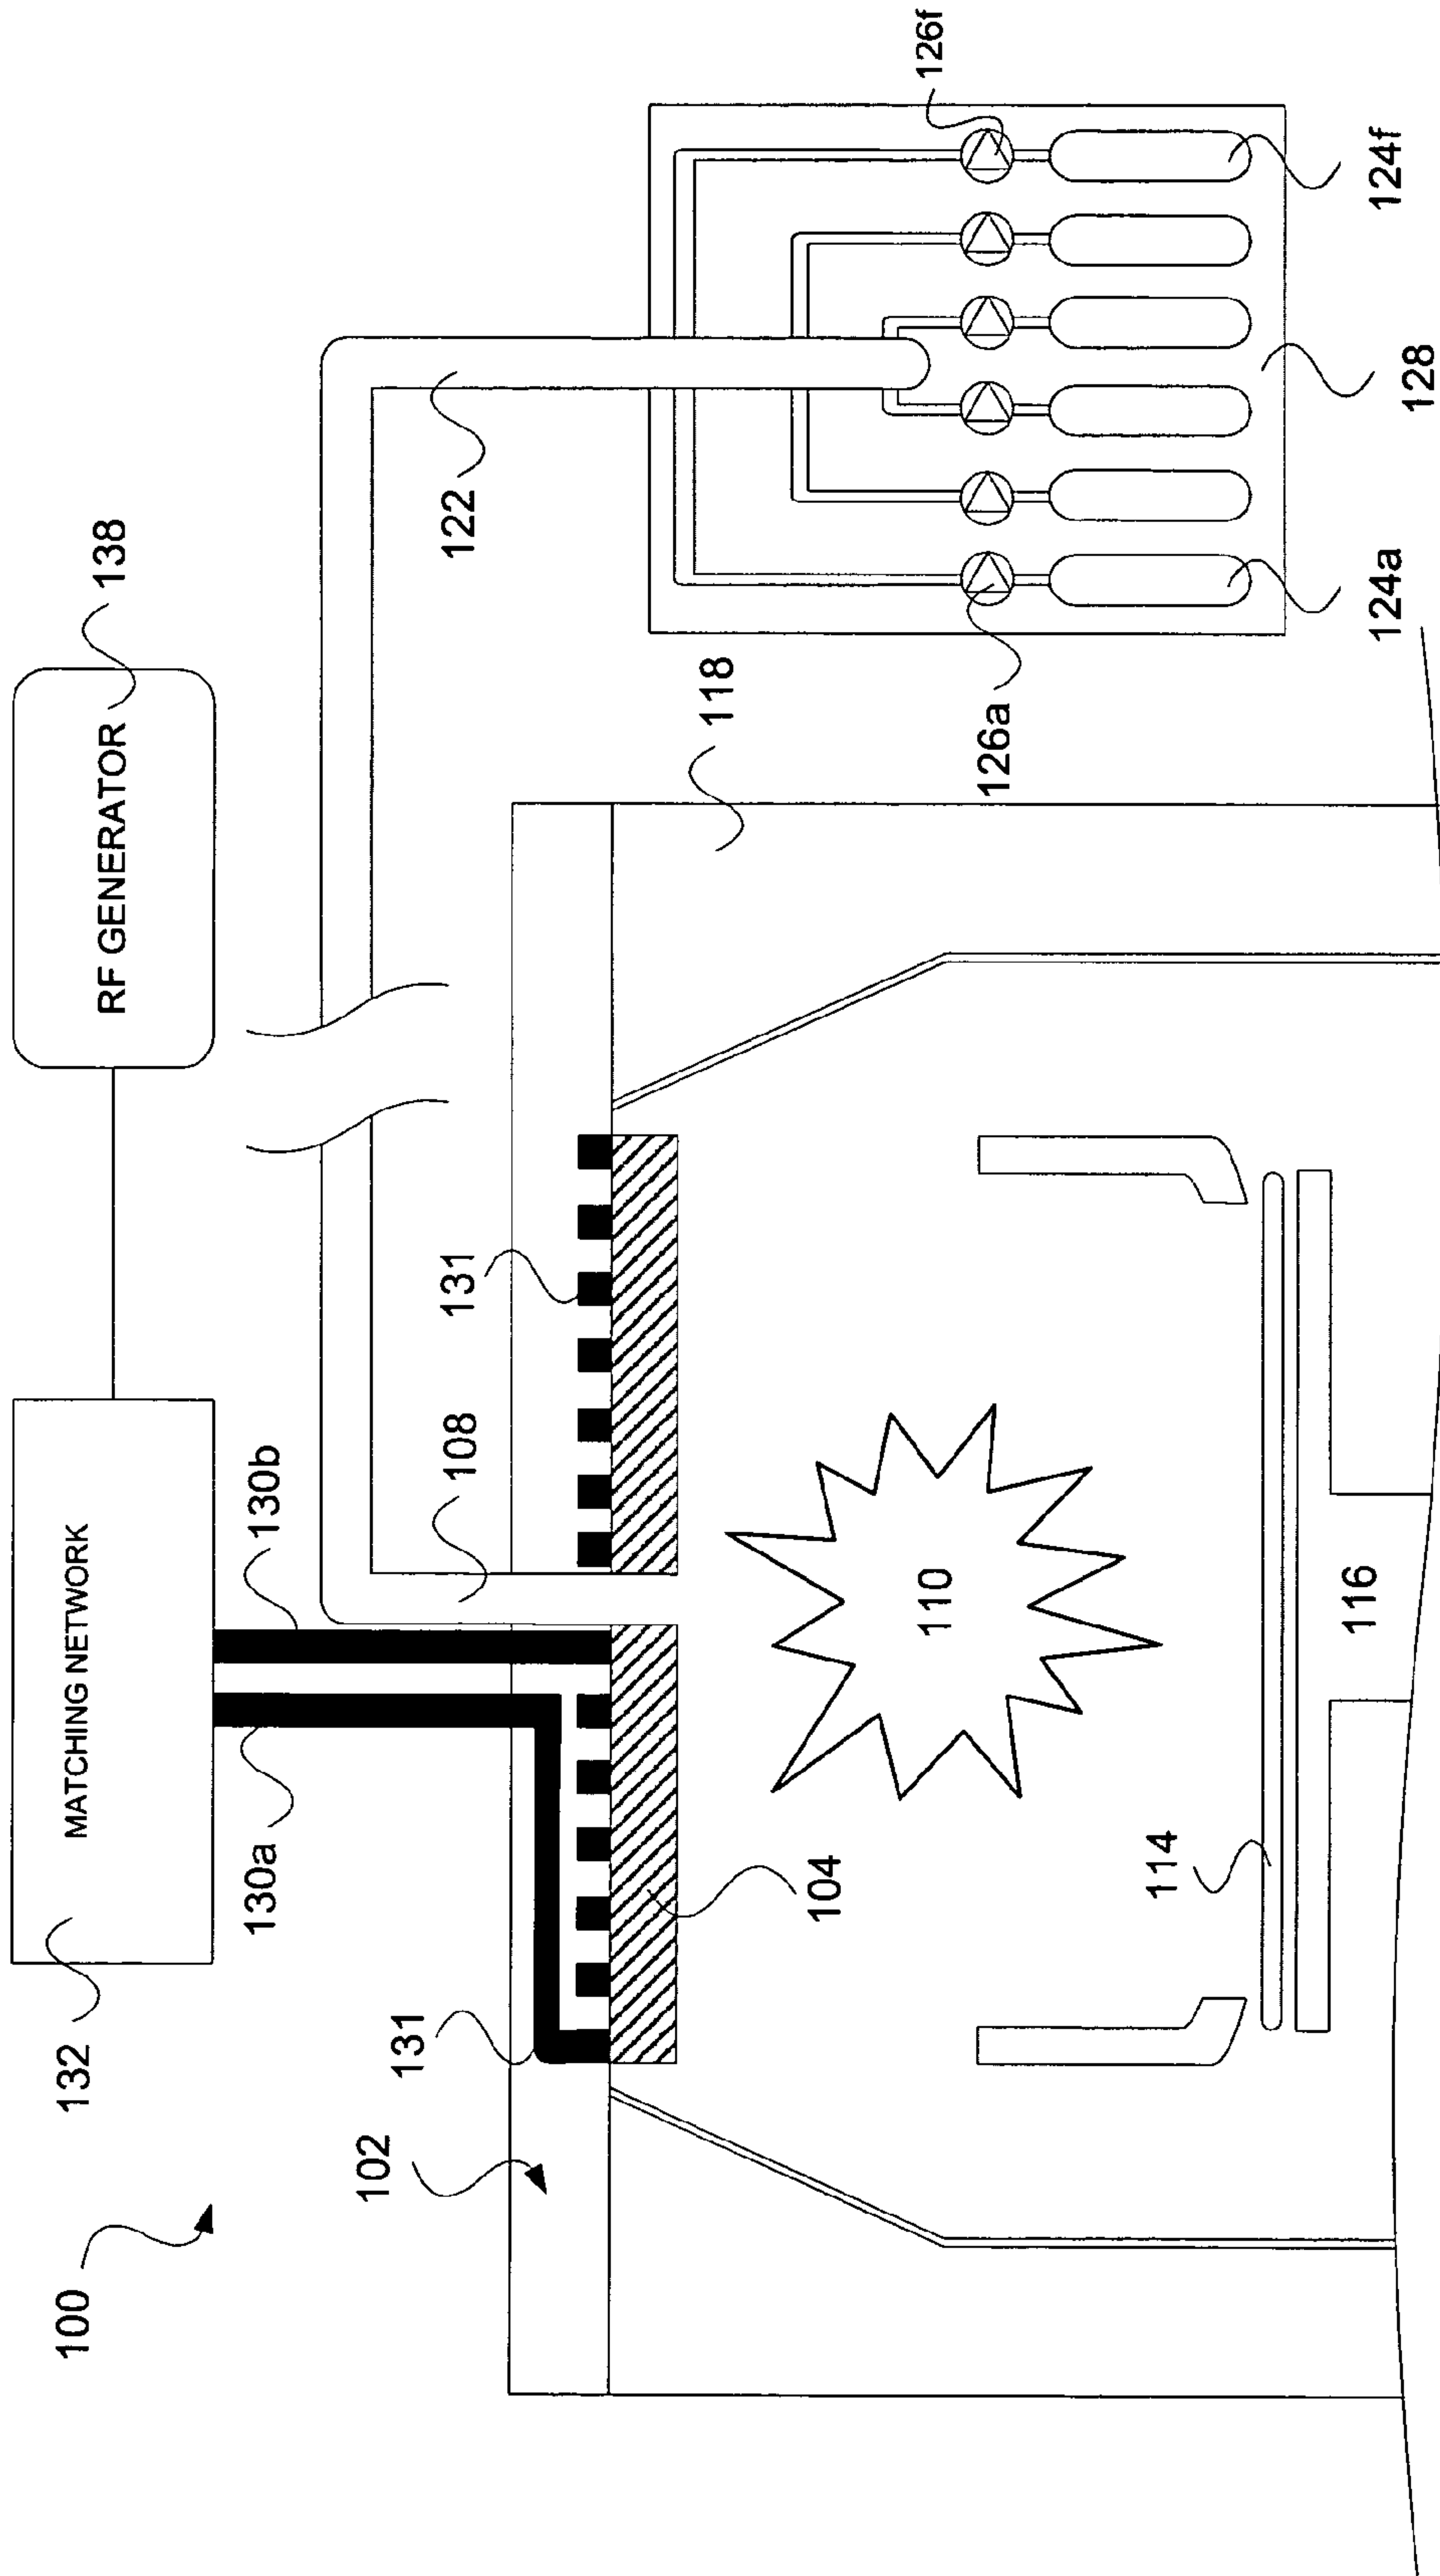 100
132
MATCHING NETWORK
RF GENERATOR
138
130a
130b
102
131
108
131
122
118
104
110
114
116
126a
126f
124a
124f
128